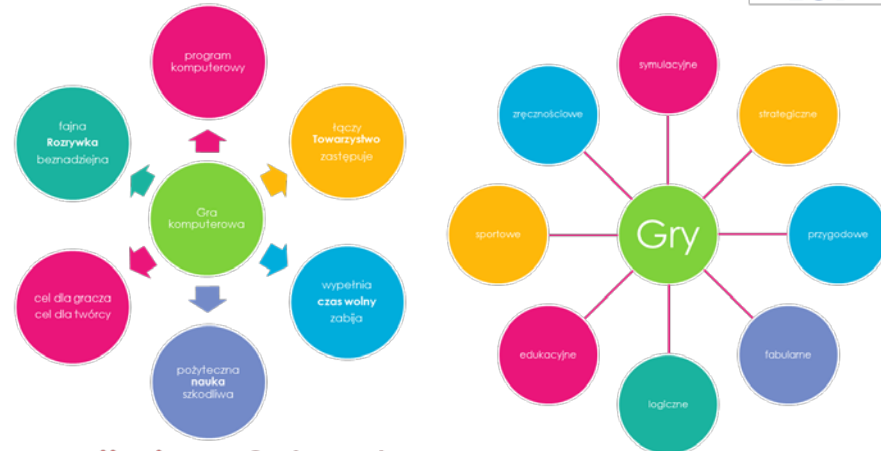 program
komputerowy
łączy
Towarzystwo
zastępuje
wypełnia
czas wolny
zabija
pożyteczna
nauka
szkodliwa
cel dla gracza
cel dla twórcy
fajna
Rozrywka
beznadziejna
Gra
komputerowa
symulacyjne
strategiczne
przygodowe
fabularne
logiczne
edukacyjne
sportowe
zręcznościowe
Gry